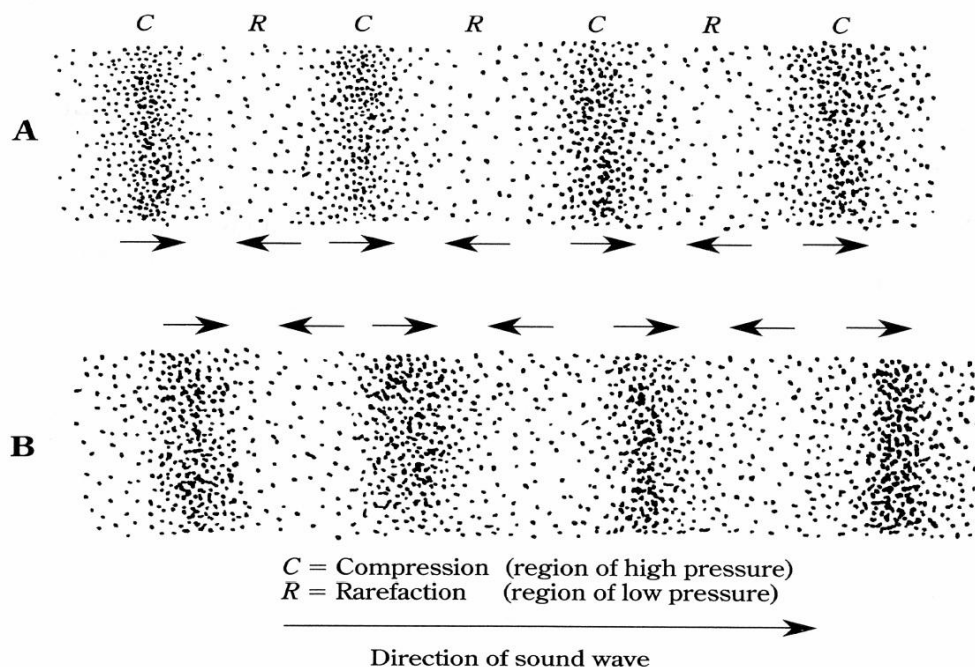 C R C R C R C
A
B
C = Compression (region of high pressure)
R = Rarefaction (region of low pressure)
Direction of sound wave